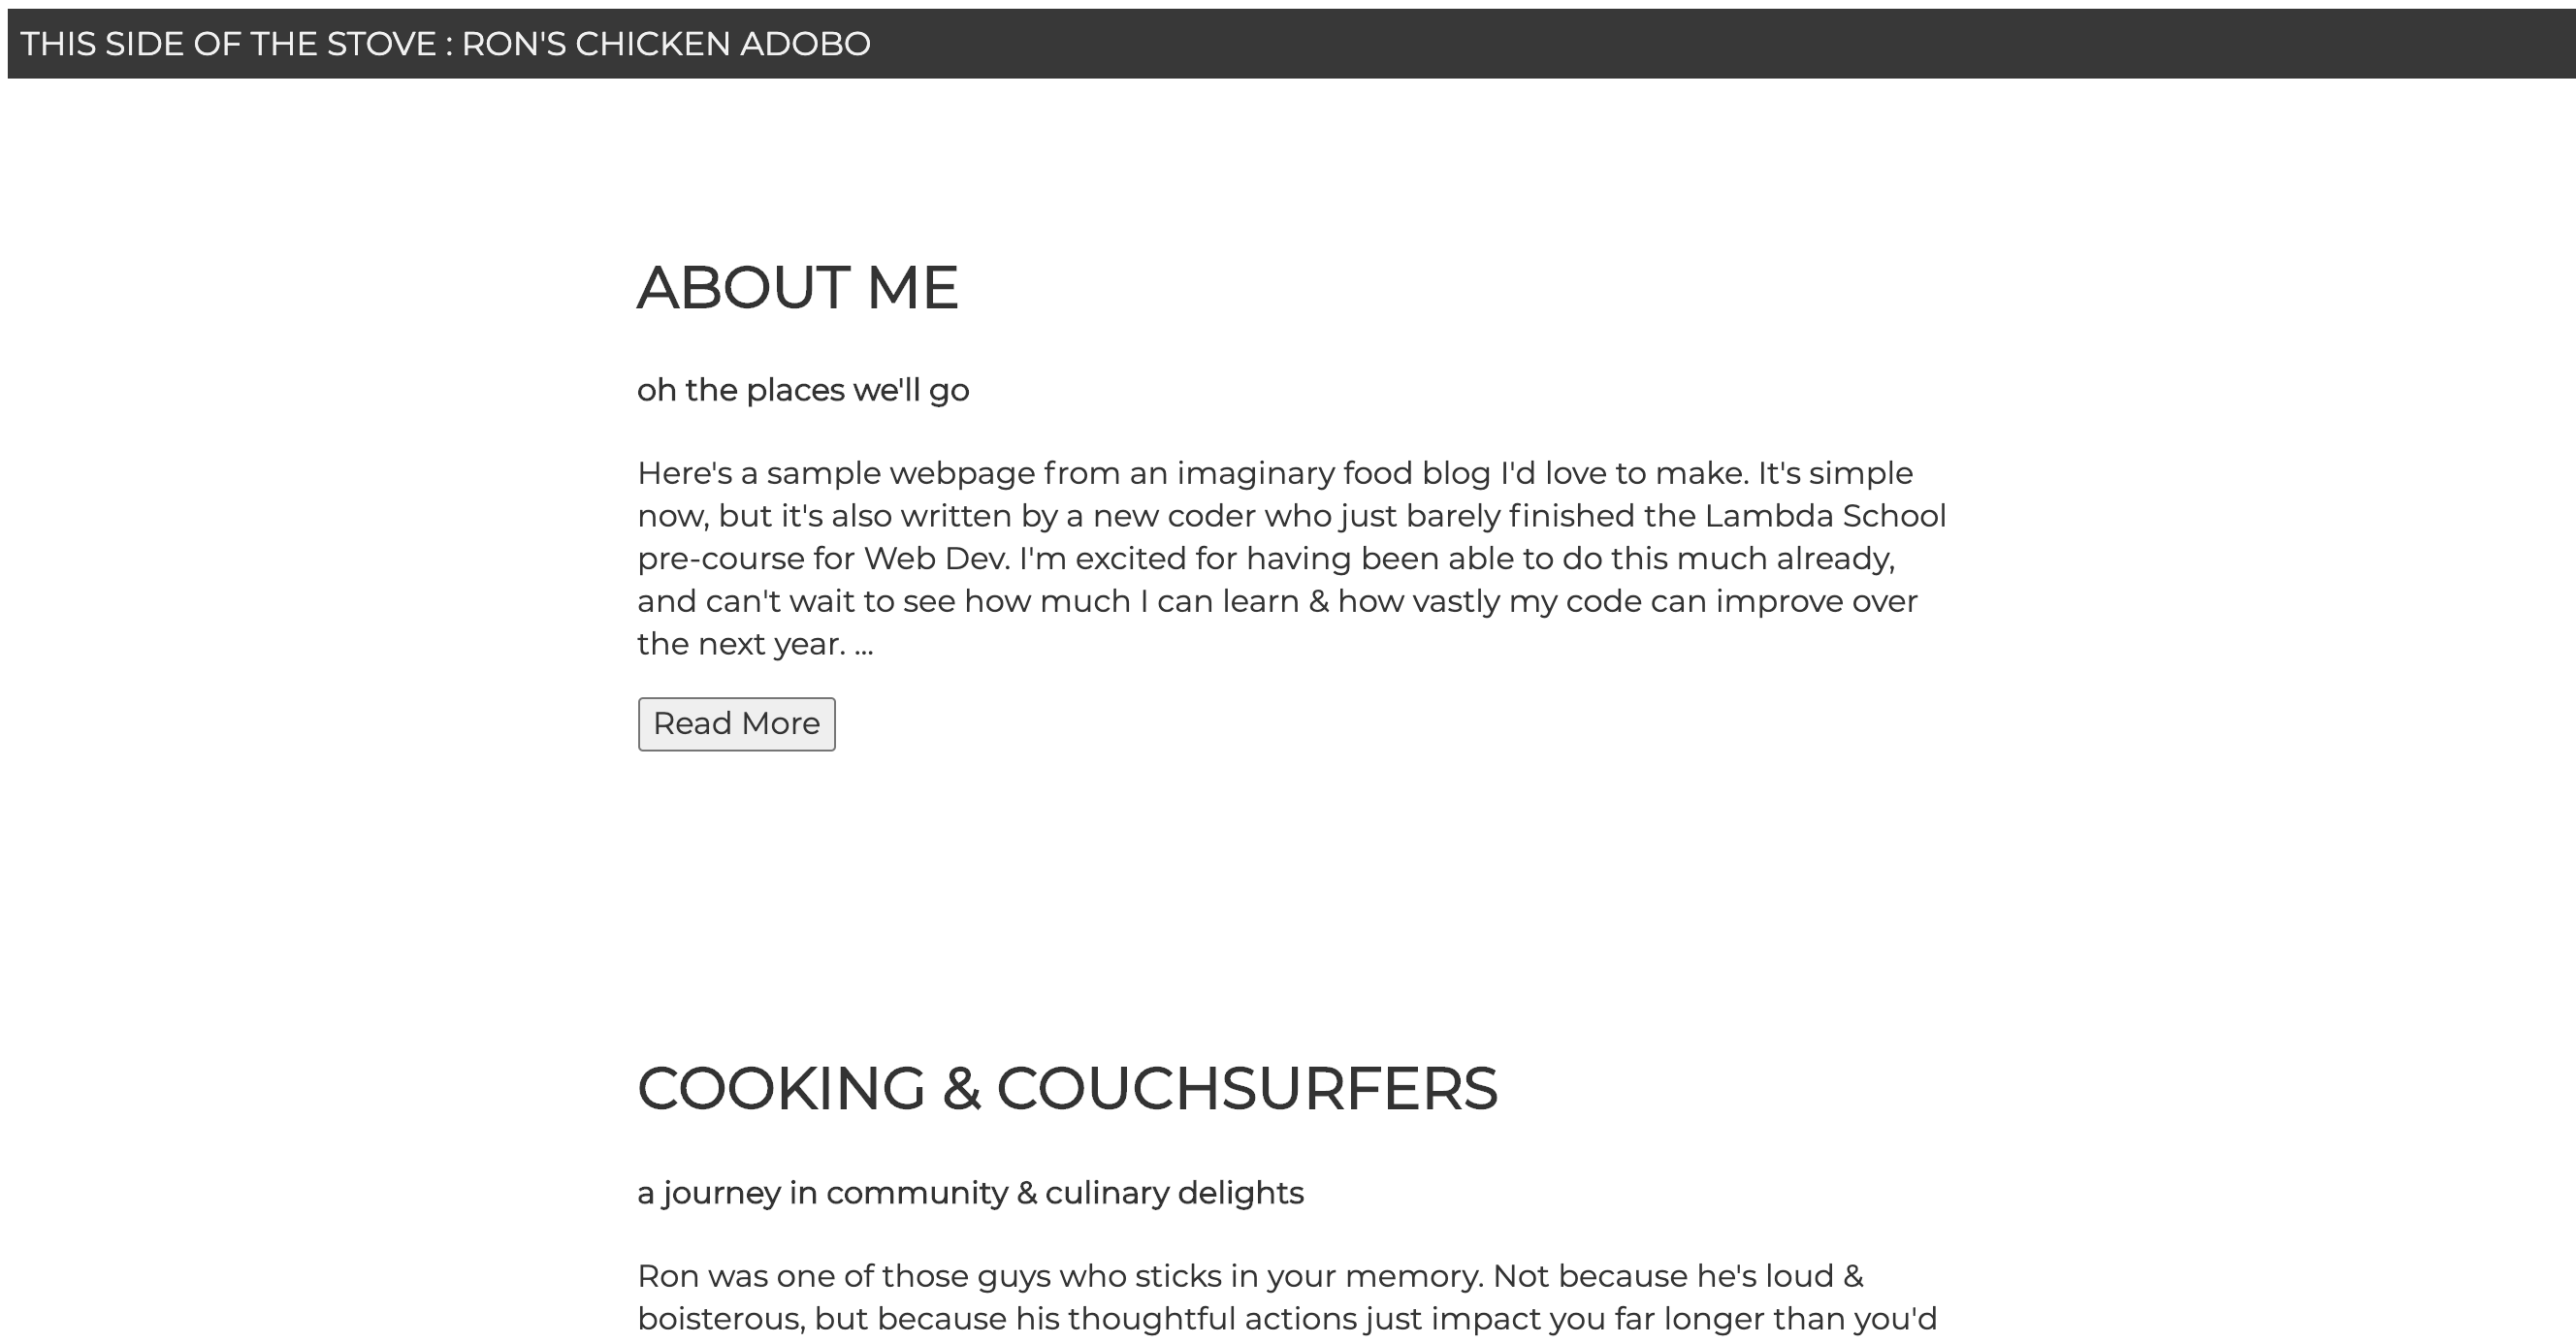 THIS SIDE OF THE STOVE : RON'S CHICKEN ADOBO
ABOUT ME
oh the places we'll go
Here's a sample webpage from an imaginary food blog I'd love to make. It's simple
now, but it's also written by a new coder who just barely finished the Lambda School
pre-course for Web Dev. I'm excited for having been able to do this much already,
and can't wait to see how much I can learn & how vastly my code can improve over
the next year. ...
Read More
COOKING & COUCHSURFERS
a journey in community & culinary delights
Ron was one of those guys who sticks in your memory. Not because he's loud &
boisterous, but because his thoughtful actions just impact you far longer than you'd